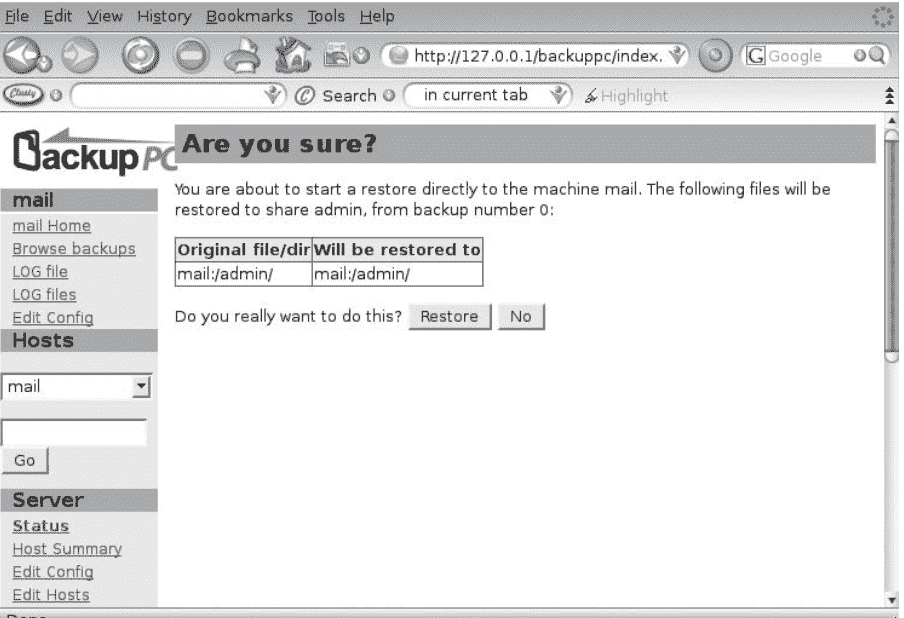 File Edit View History Bookmarks Tools Help
http://127.0.0.1/backuppc/index.
G Google
Clusty
Search
in current tab
Highlight
BackupPC
Are you sure?
You are about to start a restore directly to the machine mail. The following files will be
restored to share admin, from backup number 0:
Original file/dir Will be restored to
mail:/admin/ mail:/admin/
Do you really want to do this? Restore No
mail
mail Home
Browse backups
LOG file
LOG files
Edit Config
Hosts
mail
Go
Server
Status
Host Summary
Edit Config
Edit Hosts
Done